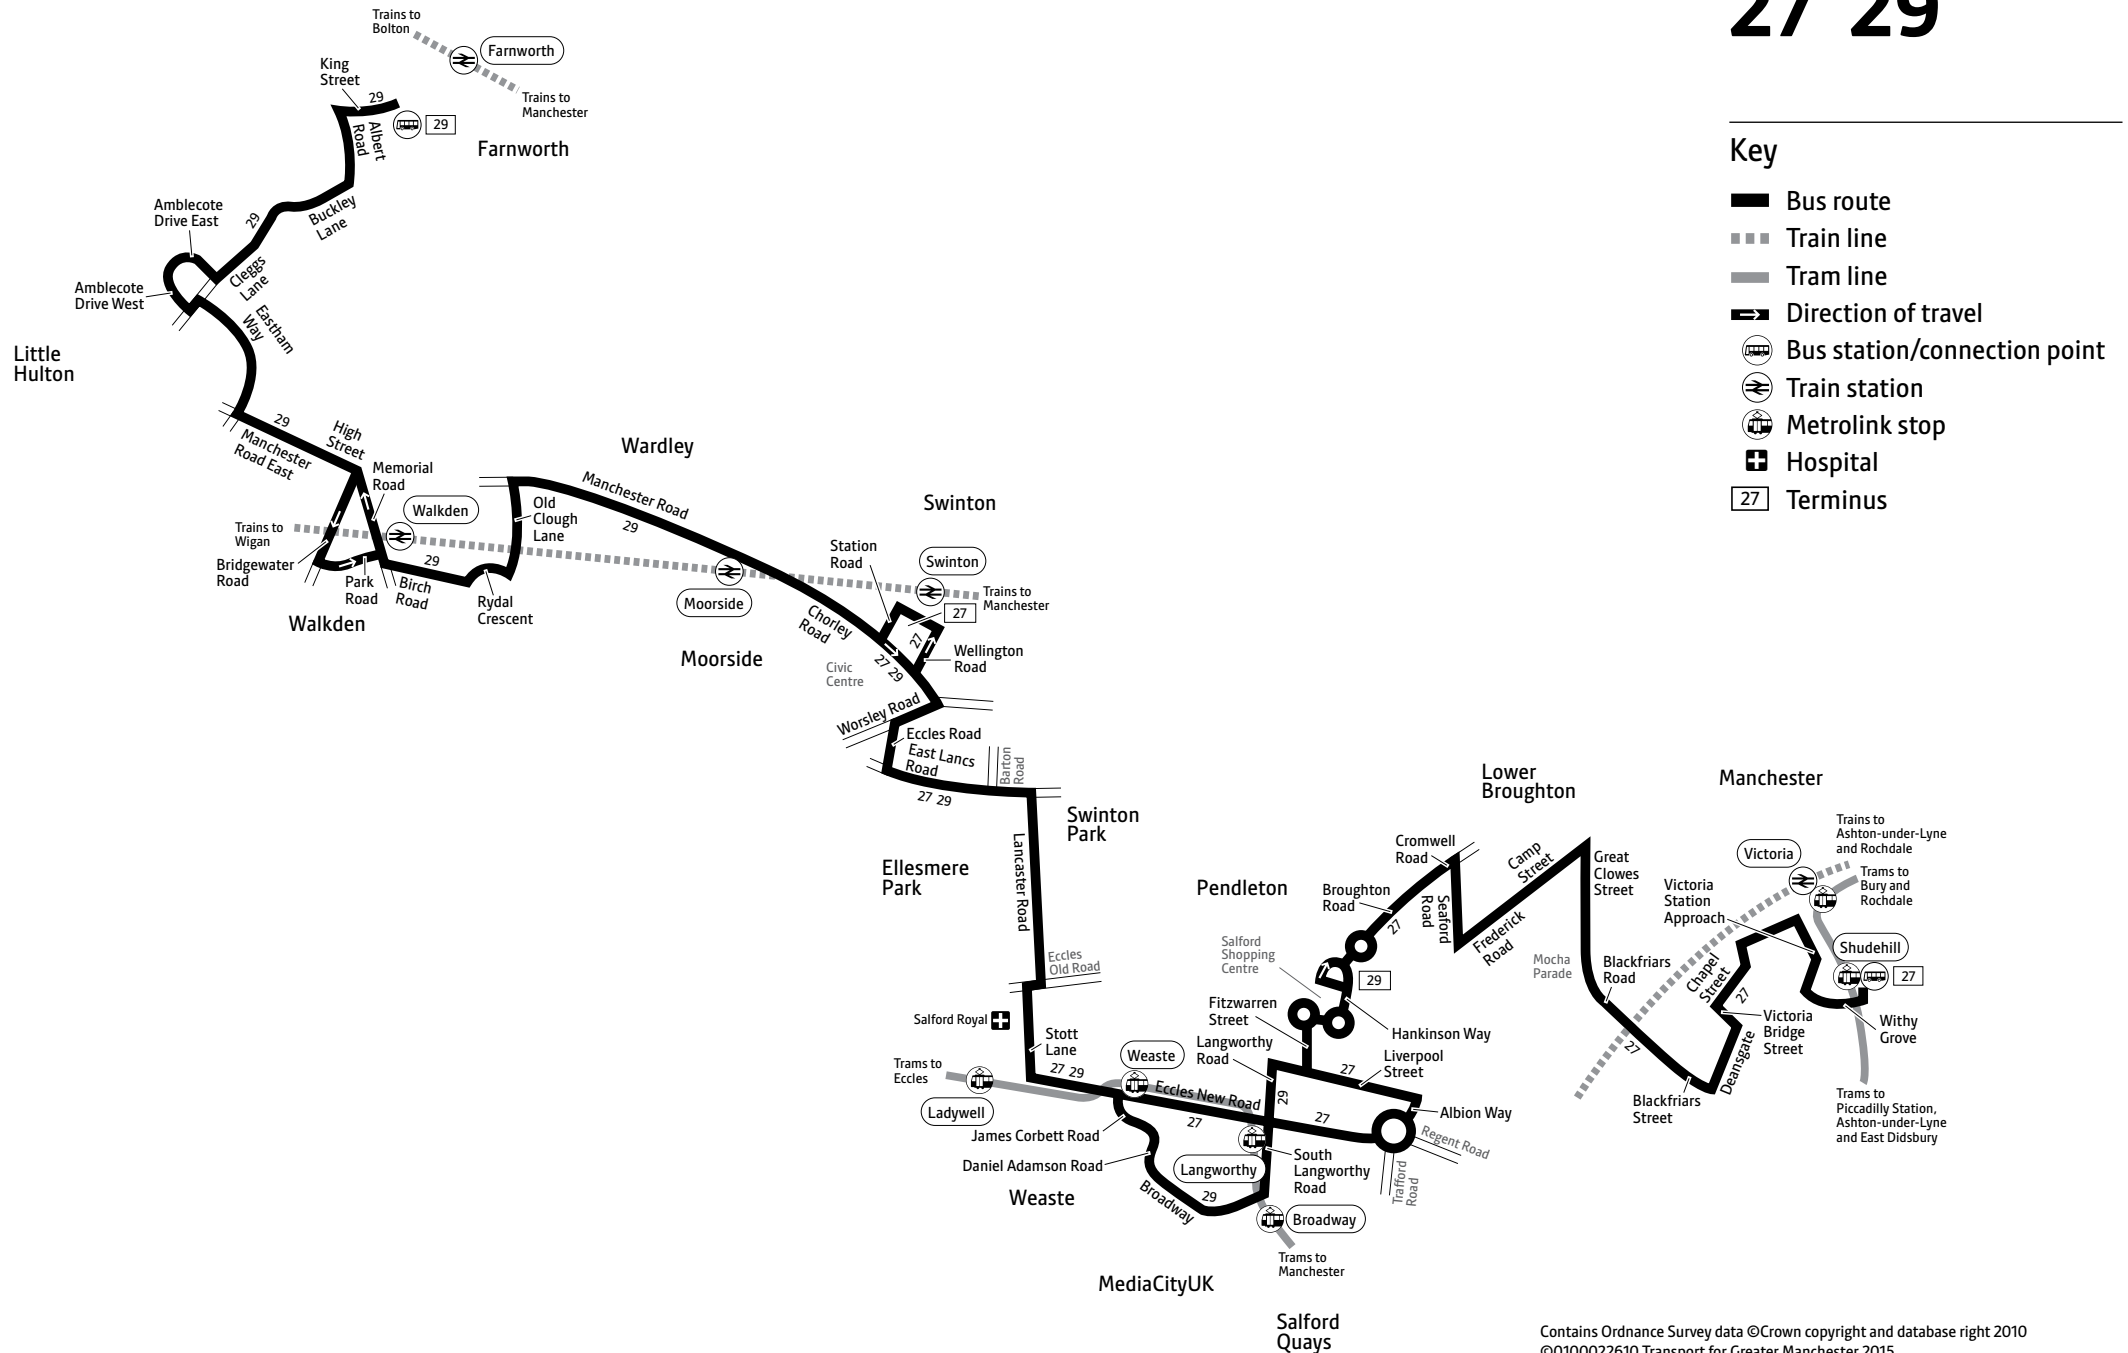 27 29
Key
Bus route
Train line
Tram line
Direction of travel
Bus station/connection point
Train station
Metrolink stop
Hospital
27
Terminus
Trains to
Bolton
Farnworth
Trains to
Manchester
King
Street
29
Albert
Road
29
Farnworth
Amblecote
Drive East
29
Buckley
Lane
Cleggs
Lane
Amblecote
Drive West
Eastham
Way
Little
Hulton
29
High
Street
Manchester
Road East
Memorial
Road
Walkden
Trains to
Wigan
Bridgewater
Road
Park
Road
29
Birch
Road
Rydal
Crescent
Walkden
Old
Clough
Lane
Wardley
Manchester Road
29
Moorside
Moorside
Swinton
Station
Road
Swinton
Trains to
Manchester
27
27
Chorley
Road
27 29
Civic
Centre
Wellington
Road
Worsley Road
Eccles Road
East Lancs
Road
Barton
Road
27 29
Swinton
Park
Lancaster Road
Ellesmere
Park
Eccles
Old Road
Salford Royal
Stott
Lane
27 29
Trams to
Eccles
Ladywell
Weaste
Eccles New Road
27
James Corbett Road
Daniel Adamson Road
Weaste
Broadway
29
Langworthy
South
Langworthy
Road
Broadway
Trams to
Manchester
MediaCityUK
Salford
Quays
Pendleton
Salford
Shopping
Centre
Fitzwarren
Street
Langworthy
Road
29
27
Liverpool
Street
27
Albion Way
Regent Road
Trafford
Road
Hankinson Way
29
Broughton
Road
27
Cromwell
Road
Seaford
Road
Lower
Broughton
Camp
Street
Frederick
Road
Great
Clowes
Street
Mocha
Parade
Blackfriars
Road
27
Blackfriars
Street
Deansgate
Chapel
Street
27
Victoria
Bridge
Street
Manchester
Victoria
Trains to
Ashton-under-Lyne
and Rochdale
Trams to
Bury and
Rochdale
Victoria
Station
Approach
Shudehill
27
Withy
Grove
Trams to
Piccadilly Station,
Ashton-under-Lyne
and East Didsbury
Contains Ordnance Survey data ©Crown copyright and database right 2010
©0100022610 Transport for Greater Manchester 2015